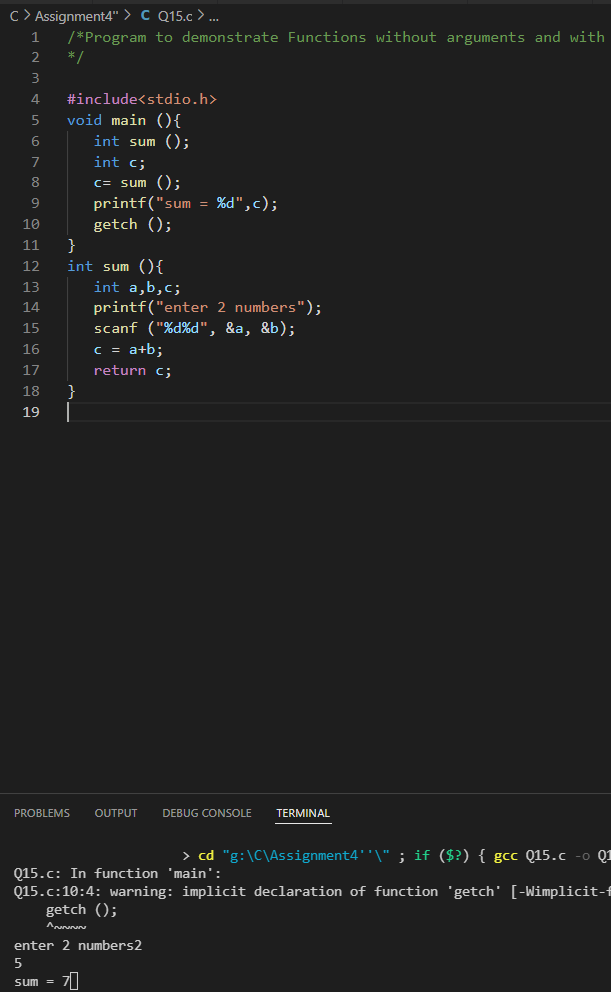 C > Assignment4'' > C Q15.c > ...
1 /*Program to demonstrate Functions without arguments and with
2 */
3
4 #include<stdio.h>
5 void main (){
6 int sum ();
7 int c;
8 c= sum ();
9 printf("sum = %d",c);
10 getch ();
11 }
12 int sum (){
13 int a,b,c;
14 printf("enter 2 numbers");
15 scanf ("%d%d", &a, &b);
16 c = a+b;
17 return c;
18 }
19
PROBLEMS OUTPUT DEBUG CONSOLE TERMINAL
> cd "g:\C\Assignment4''\" ; if ($?) { gcc Q15.c -o Q1
Q15.c: In function 'main':
Q15.c:10:4: warning: implicit declaration of function 'getch' [-Wimplicit-f
getch ();
^~~~~
enter 2 numbers2
5
sum = 7